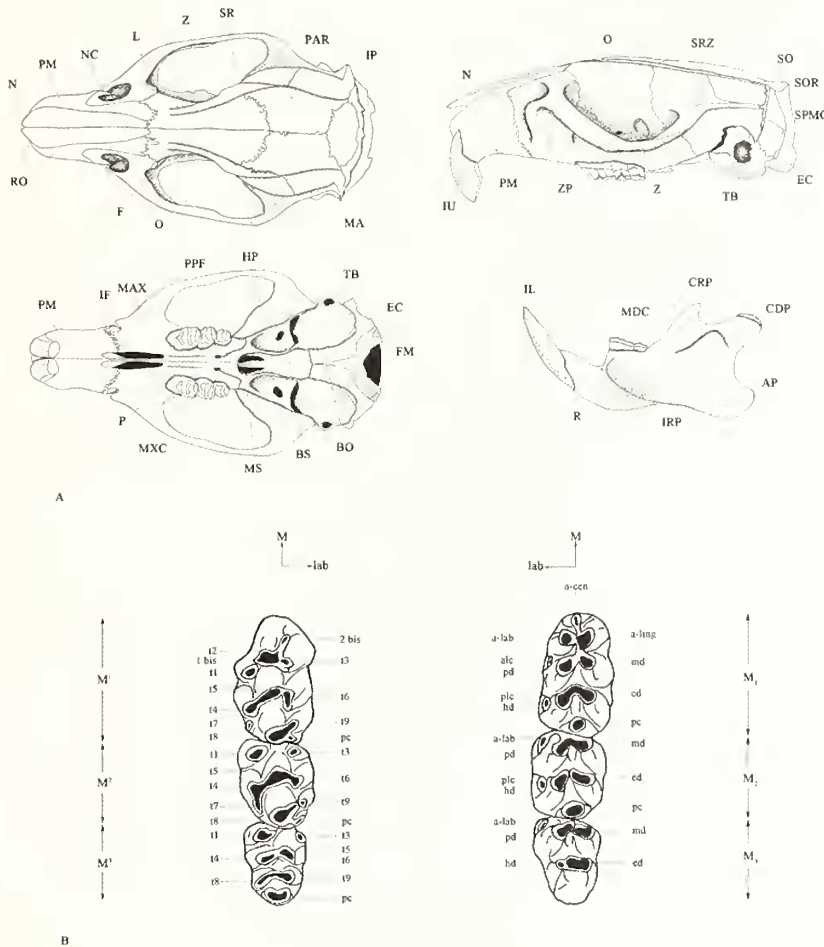 L
Z
SR
PAR
IP
NC
PM
N
RO
F
O
MA
O
SRZ
SO
N
SOR
SPMC
PM
ZP
Z
TB
EC
IU
PPF
HP
TB
MAX
IF
PM
EC
FM
P
MXC
MS
BS
BO
IL
CRP
MDC
CDP
AP
R
IRP
A
M
lab
t2
1 bis
t1
t5
t4
t7
t8
t1
t5
t4
t7
t8
t1
t4
t8
2 bis
t3
t6
t9
pc
t3
t6
t9
pc
t3
t5
t6
t9
pc
M¹
M²
M³
M
lab
a-cen
a-lab
alc
pd
plc
hd
a-lab
pd
plc
hd
a-lab
pd
hd
a-ling
md
ed
pc
md
ed
pc
md
ed
M₁
M₂
M₃
B